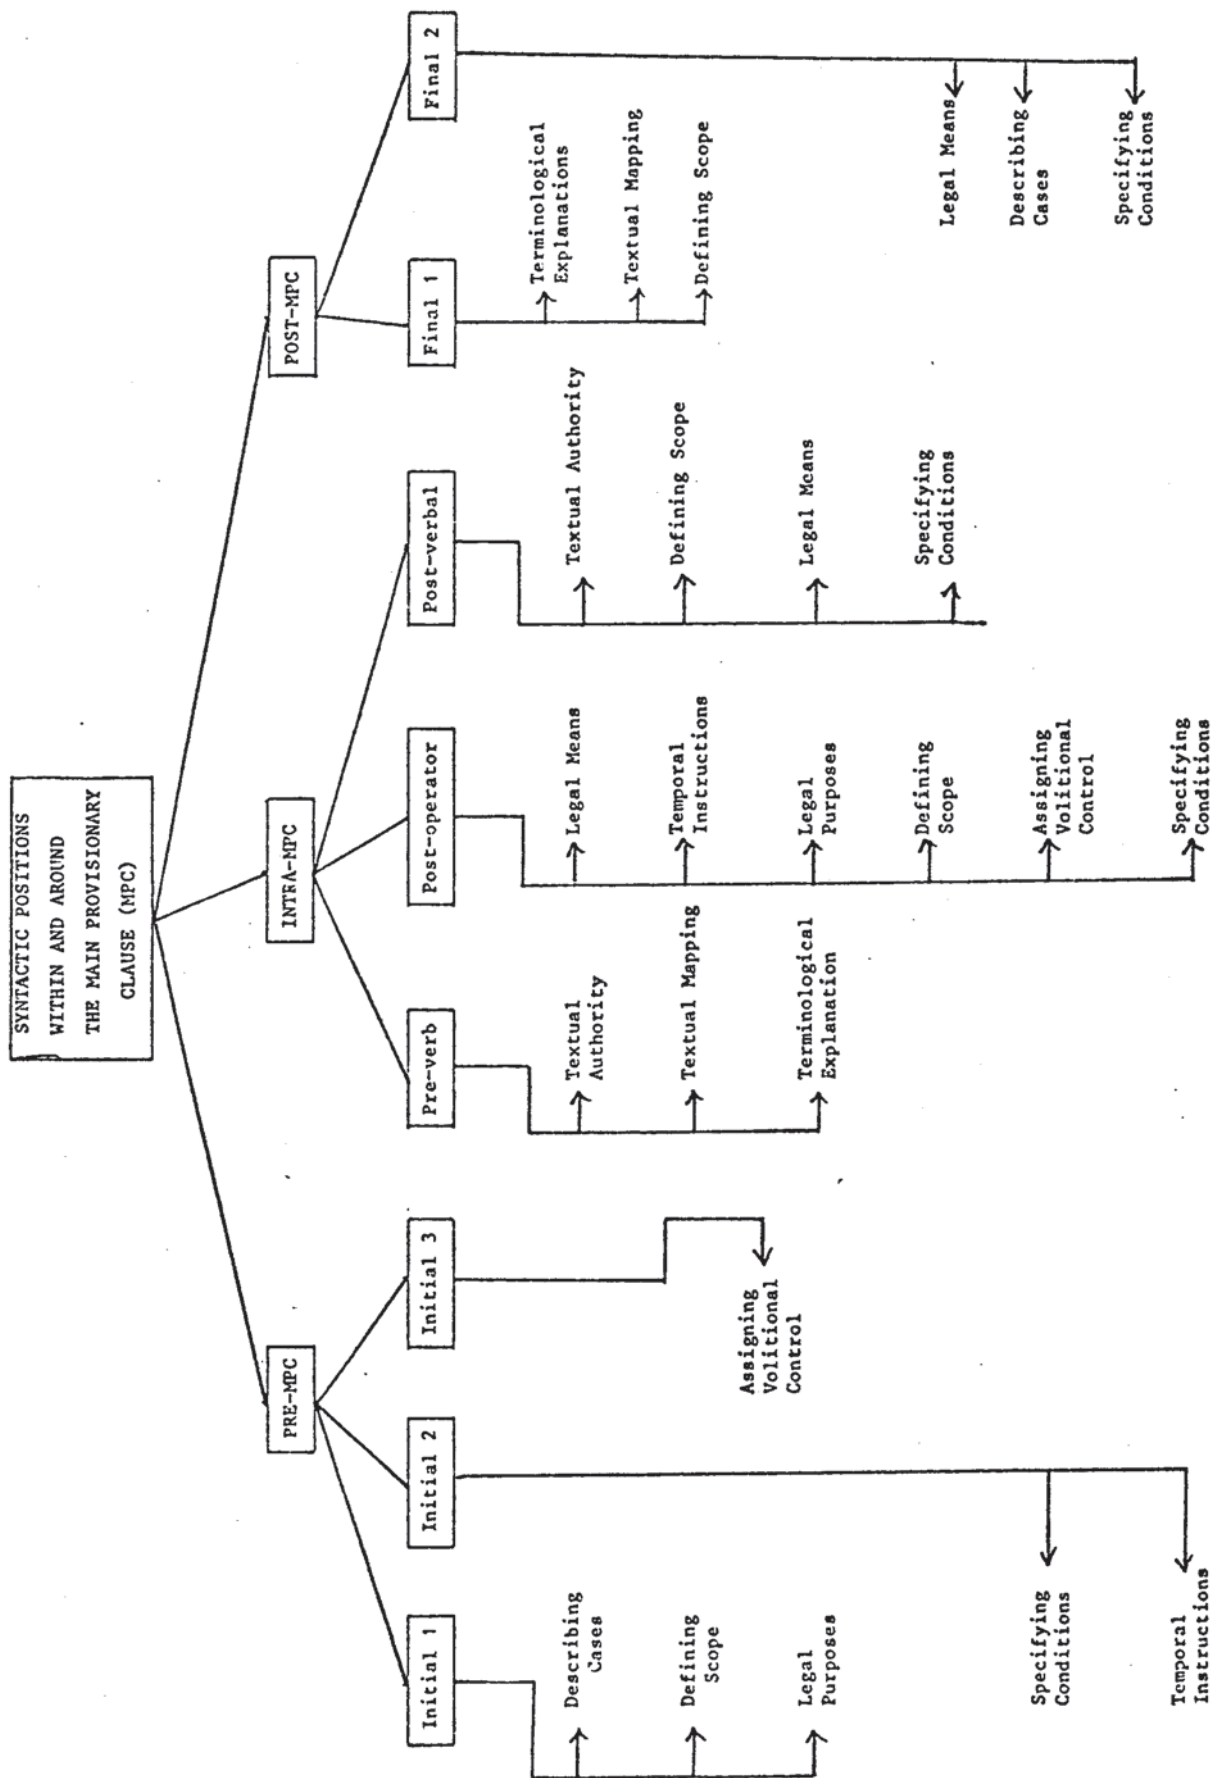 SYNTACTIC POSITIONS
WITHIN AND AROUND
THE MAIN PROVISIONARY
CLAUSE (MPC)
PRE-MPC
INTRA-MPC
POST-MPC
Initial 1
Initial 2
Initial 3
Pre-verb
Post-operator
Post-verbal
Final 1
Final 2
Describing
Cases
Defining
Scope
Legal
Purposes
Specifying
Conditions
Temporal
Instructions
Assigning
Volitional
Control
Textual
Authority
Textual Mapping
Terminological
Explanation
Legal Means
Temporal
Instructions
Legal
Purposes
Defining
Scope
Assigning
Volitional
Control
Specifying
Conditions
Textual Authority
Defining Scope
Legal Means
Specifying
Conditions
Terminological
Explanations
Textual Mapping
Defining Scope
Legal Means
Describing
Cases
Specifying
Conditions